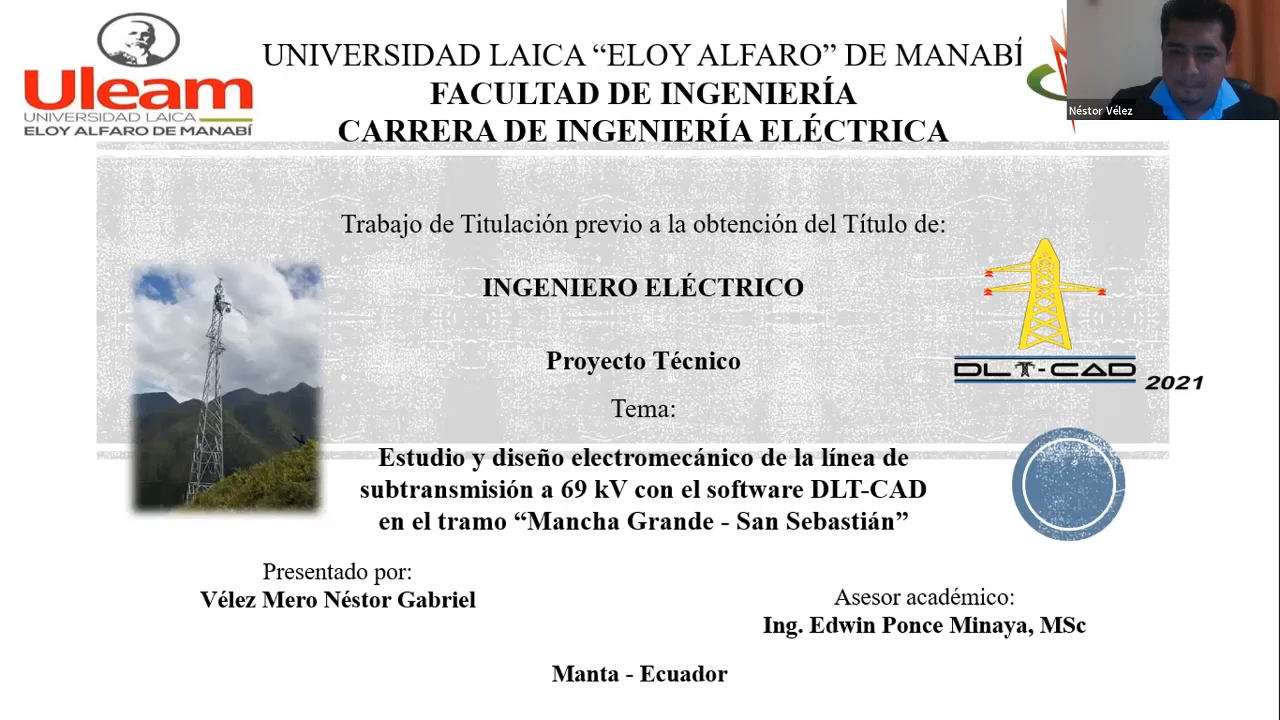 Uleam
UNIVERSIDAD LAICA
ELOY ALFARO DE MANABÍ
UNIVERSIDAD LAICA “ELOY ALFARO” DE MANABÍ
FACULTAD DE INGENIERÍA
CARRERA DE INGENIERÍA ELÉCTRICA
Néstor Vélez
Trabajo de Titulación previo a la obtención del Título de:
INGENIERO ELÉCTRICO
Proyecto Técnico
DLT-CAD
2021
Tema:
Estudio y diseño electromecánico de la línea de
subtransmisión a 69 kV con el software DLT-CAD
en el tramo “Mancha Grande - San Sebastián”
Presentado por:
Vélez Mero Néstor Gabriel
Asesor académico:
Ing. Edwin Ponce Minaya, MSc
Manta - Ecuador